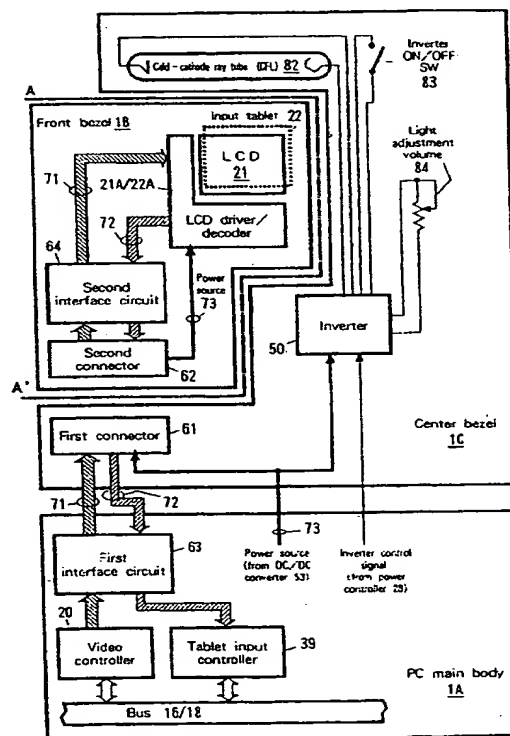 Cold-cathode ray tube (CFL) 82
Inverter
ON/OFF
SW
83
A
Front bezel 1B
Input tablet 22
LCD
21
Light
adjustment
volume
84
71
21A/22A
72
LCD driver/
decoder
64
Power
source
73
Second
interface circuit
Second
connector
62
50
Inverter
A'
First connector
61
Center bezel
1C
71
72
73
63
First
interface circuit
Power source
(from DC/DC
converter 53)
Inverter control
signal
(from power
controller 29)
20
Video
controller
Tablet input
controller
39
PC main body
1A
Bus 16/18